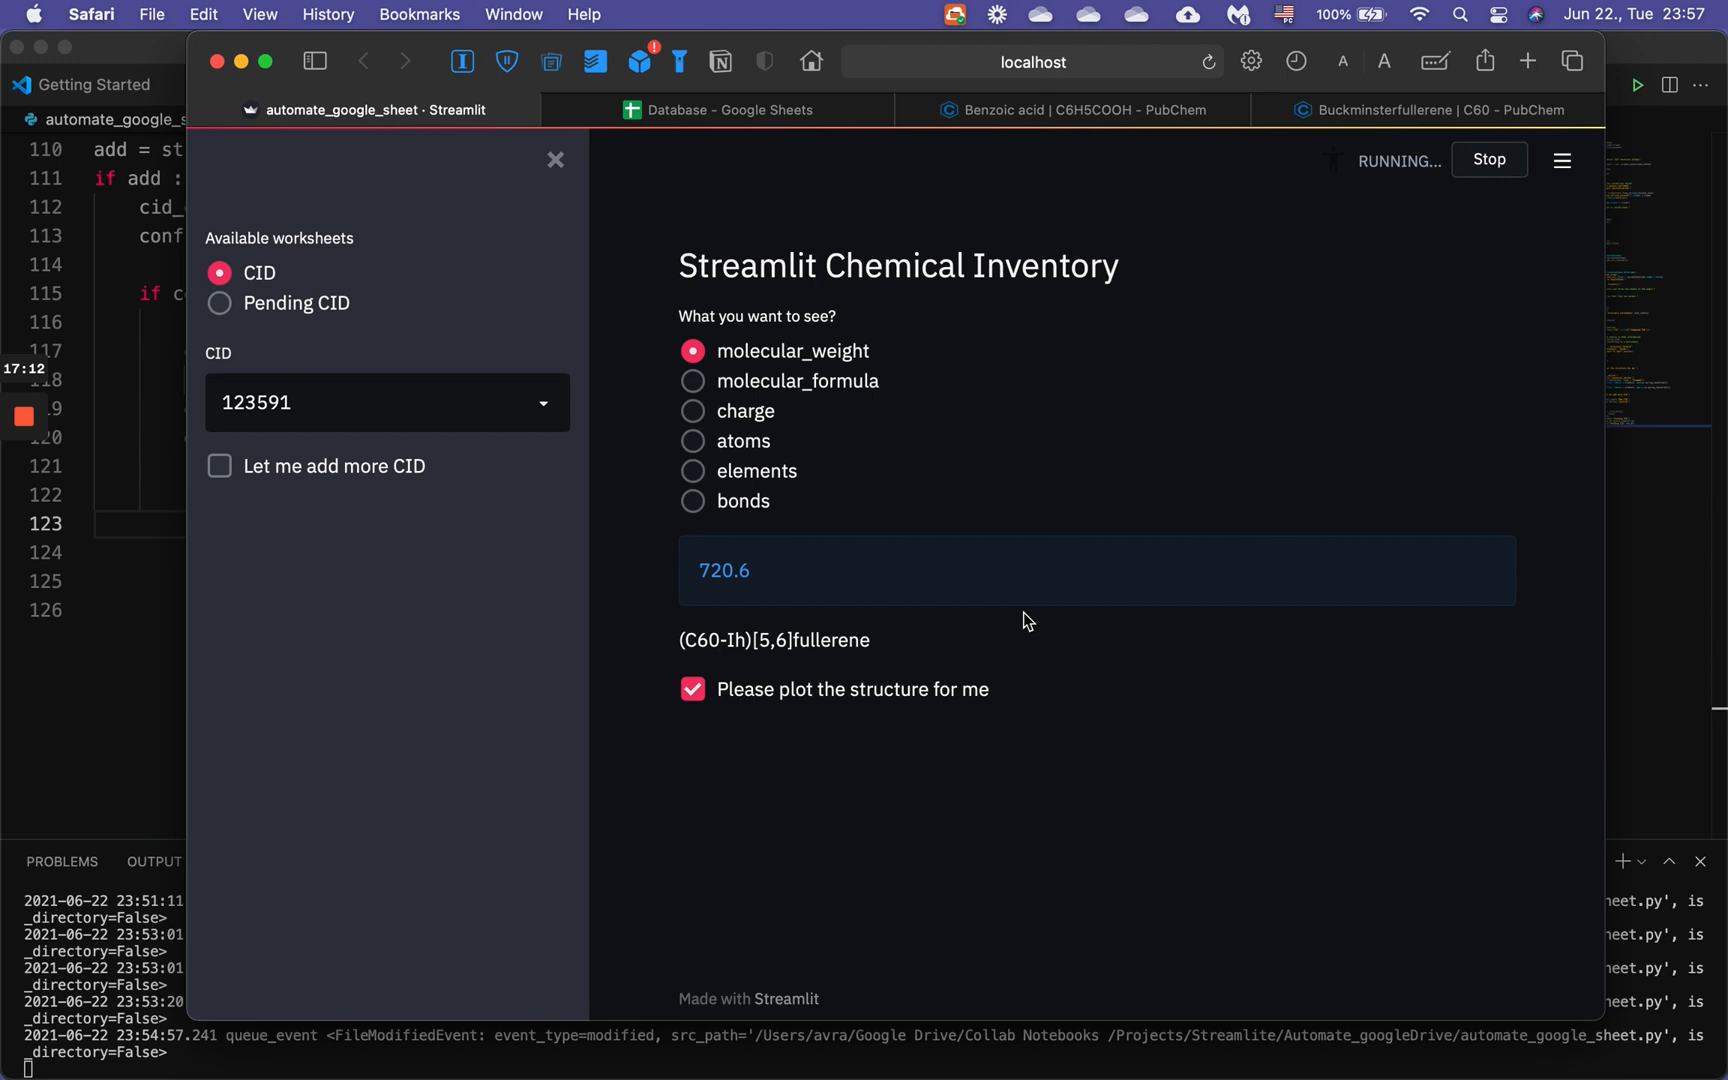 Safari File Edit View History Bookmarks Window Help 100% Jun 22., Tue 23:57
localhost
A A
Getting Started
automate_google_sheet · Streamlit
Database - Google Sheets
Benzoic acid | C6H5COOH - PubChem
Buckminsterfullerene | C60 - PubChem
automate_google_s
110 add = st
111 if add :
112 cid_
113 conf
114
115 if c
116
117
17:12
121
122
123
124
125
126
Available worksheets
CID
Pending CID
CID
123591
Let me add more CID
RUNNING...
Stop
Streamlit Chemical Inventory
What you want to see?
molecular_weight
molecular_formula
charge
atoms
elements
bonds
720.6
(C60-Ih)[5,6]fullerene
Please plot the structure for me
Made with Streamlit
PROBLEMS OUTPUT
2021-06-22 23:51:11 heet.py', is
_directory=False>
2021-06-22 23:53:01 heet.py', is
_directory=False>
2021-06-22 23:53:01 heet.py', is
_directory=False>
2021-06-22 23:53:20 heet.py', is
_directory=False>
2021-06-22 23:54:57.241 queue_event <FileModifiedEvent: event_type=modified, src_path='/Users/avra/Google Drive/Collab Notebooks /Projects/Streamlite/Automate_googleDrive/automate_google_sheet.py', is
_directory=False>